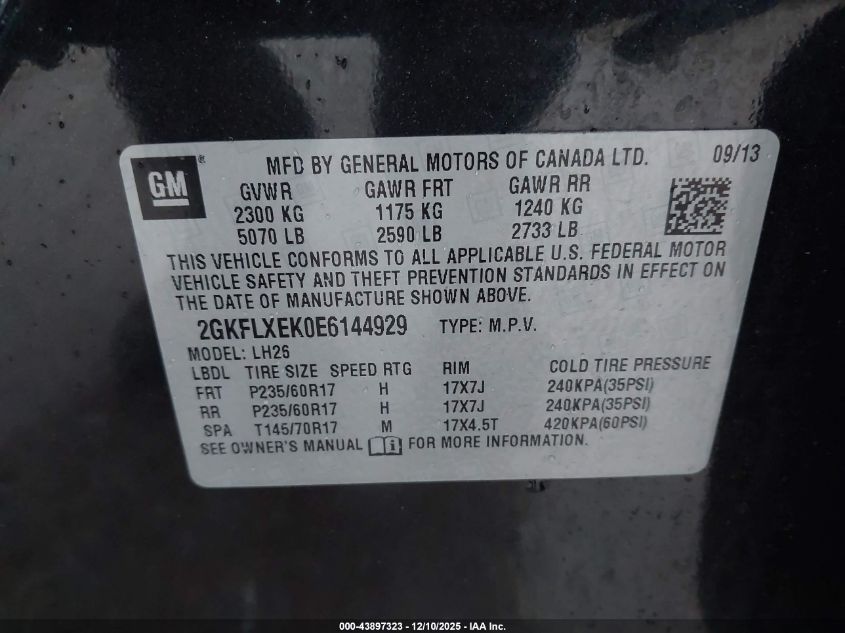 GM ® MFD BY GENERAL MOTORS OF CANADA LTD. 09/13
GVWR GAWR FRT GAWR RR
2300 KG 1175 KG 1240 KG
5070 LB 2590 LB 2733 LB
THIS VEHICLE CONFORMS TO ALL APPLICABLE U.S. FEDERAL MOTOR
VEHICLE SAFETY AND THEFT PREVENTION STANDARDS IN EFFECT ON
THE DATE OF MANUFACTURE SHOWN ABOVE.
2GKFLXEK0E6144929 TYPE: M.P.V.
MODEL: LH26
LBDL TIRE SIZE SPEED RTG RIM COLD TIRE PRESSURE
FRT P235/60R17 H 17X7J 240KPA(35PSI)
RR P235/60R17 H 17X7J 240KPA(35PSI)
SPA T145/70R17 M 17X4.5T 420KPA(60PSI)
SEE OWNER'S MANUAL i FOR MORE INFORMATION.
000-43897323 — 12/10/2025 - IAA Inc.